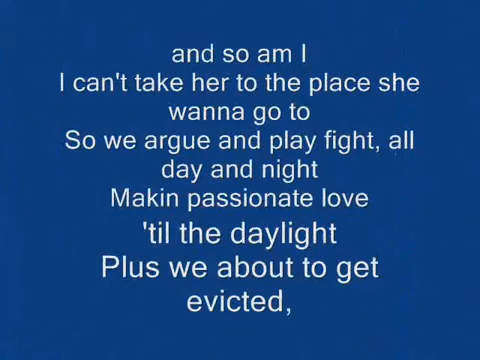 and so am I
I can't take her to the place she
wanna go to
So we argue and play fight, all
day and night
Makin passionate love
'til the daylight
Plus we about to get
evicted,